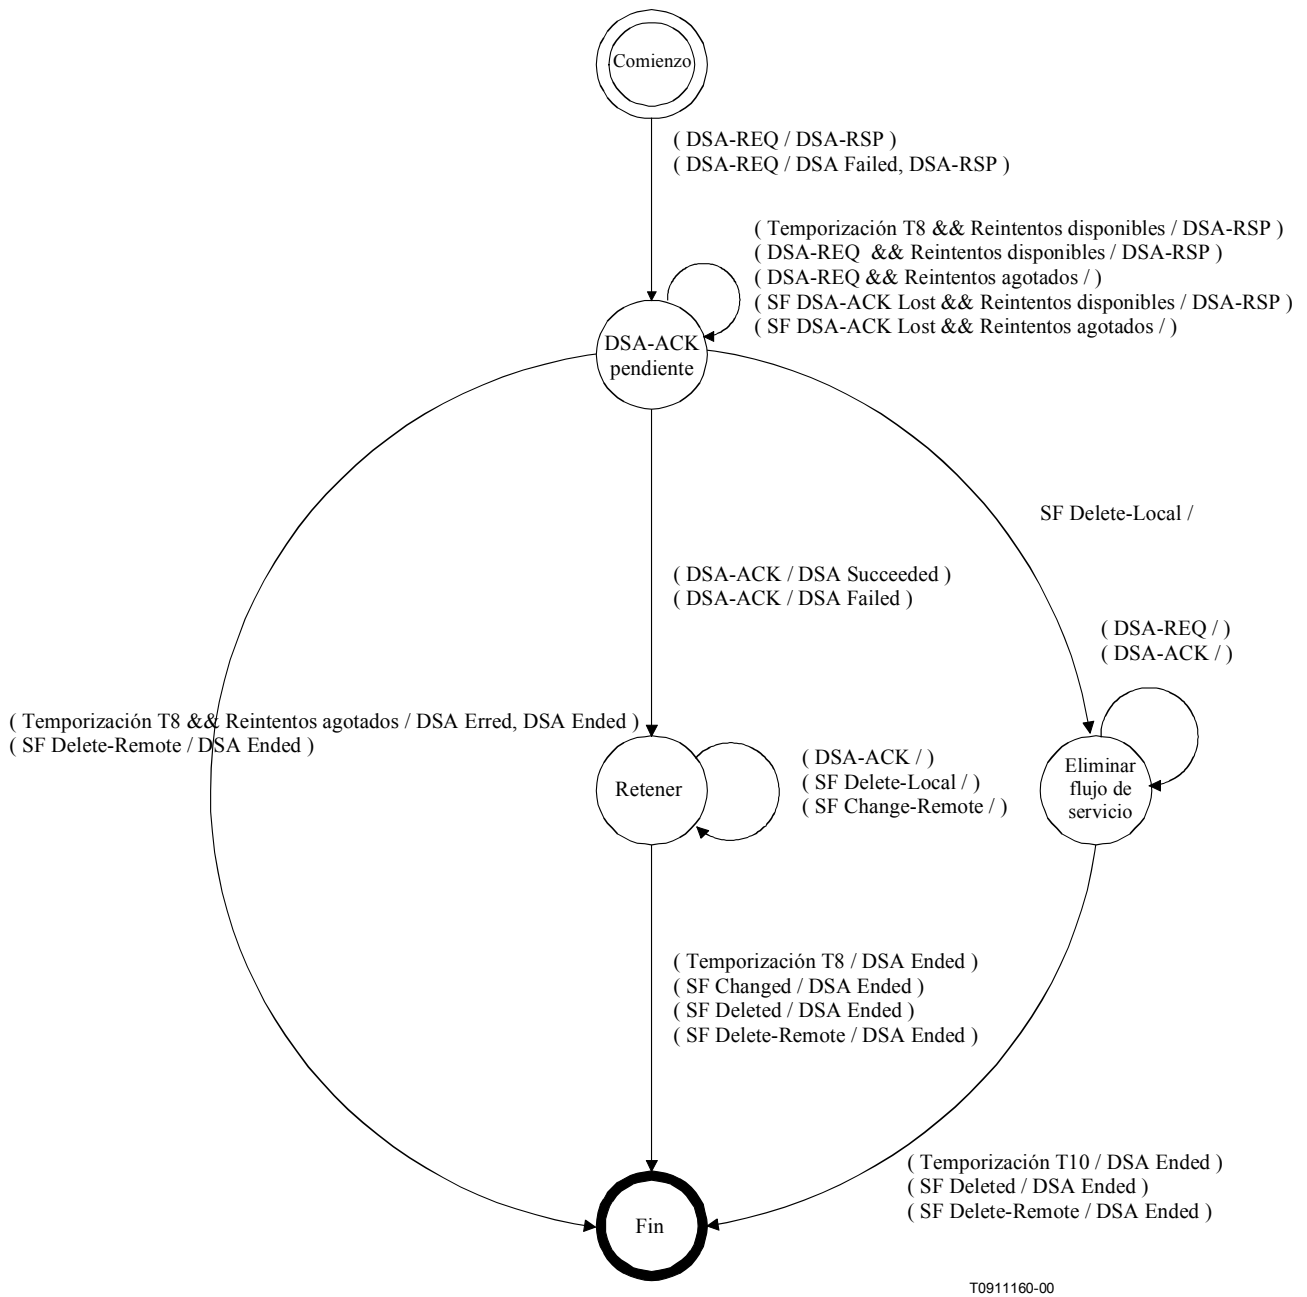 Comienzo
( DSA-REQ / DSA-RSP )
( DSA-REQ / DSA Failed, DSA-RSP )
( Temporización T8 && Reintentos disponibles / DSA-RSP )
( DSA-REQ && Reintentos disponibles / DSA-RSP )
( DSA-REQ && Reintentos agotados / )
( SF DSA-ACK Lost && Reintentos disponibles / DSA-RSP )
( SF DSA-ACK Lost && Reintentos agotados / )
DSA-ACK
pendiente
SF Delete-Local /
( DSA-ACK / DSA Succeeded )
( DSA-ACK / DSA Failed )
( DSA-REQ / )
( DSA-ACK / )
( Temporización T8 && Reintentos agotados / DSA Erred, DSA Ended )
( SF Delete-Remote / DSA Ended )
Retener
( DSA-ACK / )
( SF Delete-Local / )
( SF Change-Remote / )
Eliminar
flujo de
servicio
( Temporización T8 / DSA Ended )
( SF Changed / DSA Ended )
( SF Deleted / DSA Ended )
( SF Delete-Remote / DSA Ended )
( Temporización T10 / DSA Ended )
( SF Deleted / DSA Ended )
( SF Delete-Remote / DSA Ended )
Fin
T0911160-00